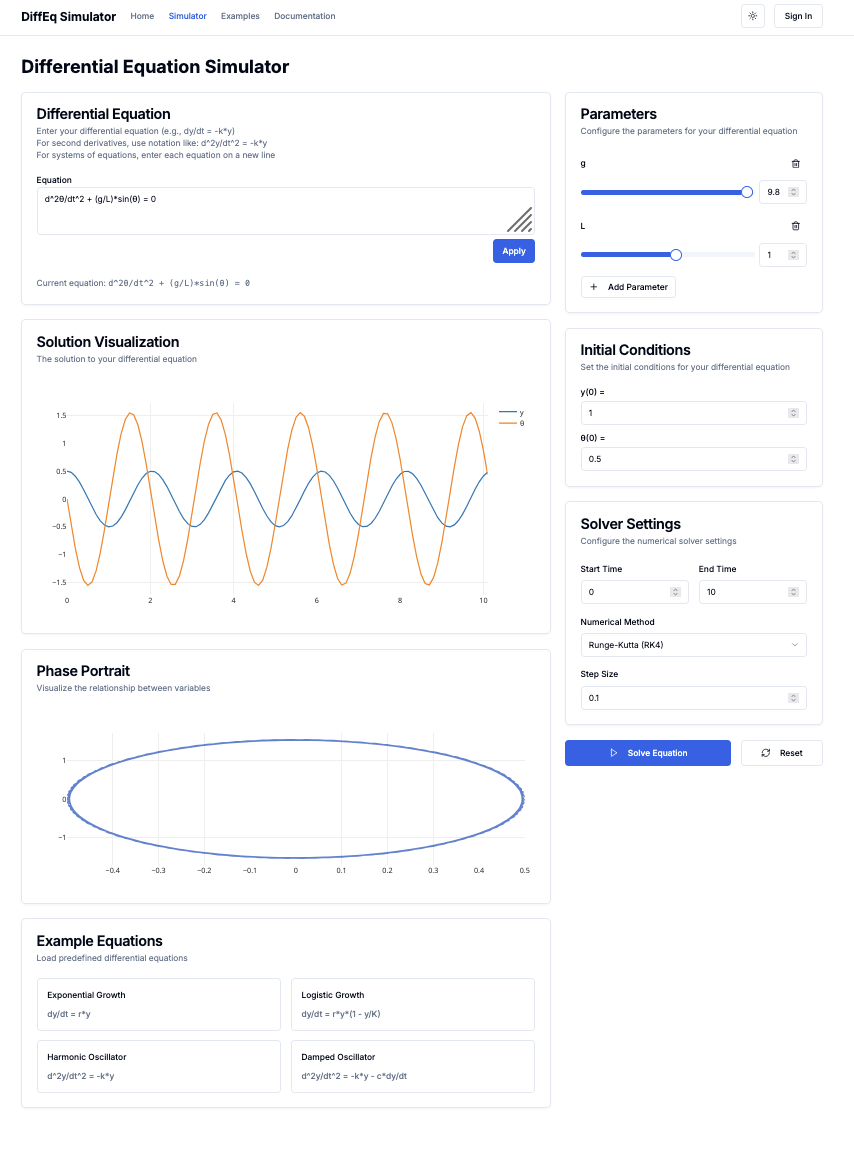 DiffEq Simulator
Home
Simulator
Examples
Documentation
Sign In
Differential Equation Simulator
Differential Equation
Enter your differential equation (e.g., dy/dt = -k*y)
For second derivatives, use notation like: d^2y/dt^2 = -k*y
For systems of equations, enter each equation on a new line
Equation
d^2θ/dt^2 + (g/L)*sin(θ) = 0
Apply
Current equation: d^2θ/dt^2 + (g/L)*sin(θ) = 0
Solution Visualization
The solution to your differential equation
1.5
1
0.5
0
−0.5
−1
−1.5
0
2
4
6
8
10
y
θ
Phase Portrait
Visualize the relationship between variables
1
0
−1
−0.4
−0.3
−0.2
−0.1
0
0.1
0.2
0.3
0.4
0.5
Example Equations
Load predefined differential equations
Exponential Growth
dy/dt = r*y
Logistic Growth
dy/dt = r*y*(1 - y/K)
Harmonic Oscillator
d^2y/dt^2 = -k*y
Damped Oscillator
d^2y/dt^2 = -k*y - c*dy/dt
Parameters
Configure the parameters for your differential equation
g
9.8
L
1
Add Parameter
Initial Conditions
Set the initial conditions for your differential equation
y(0) =
1
θ(0) =
0.5
Solver Settings
Configure the numerical solver settings
Start Time
0
End Time
10
Numerical Method
Runge-Kutta (RK4)
Step Size
0.1
Solve Equation
Reset